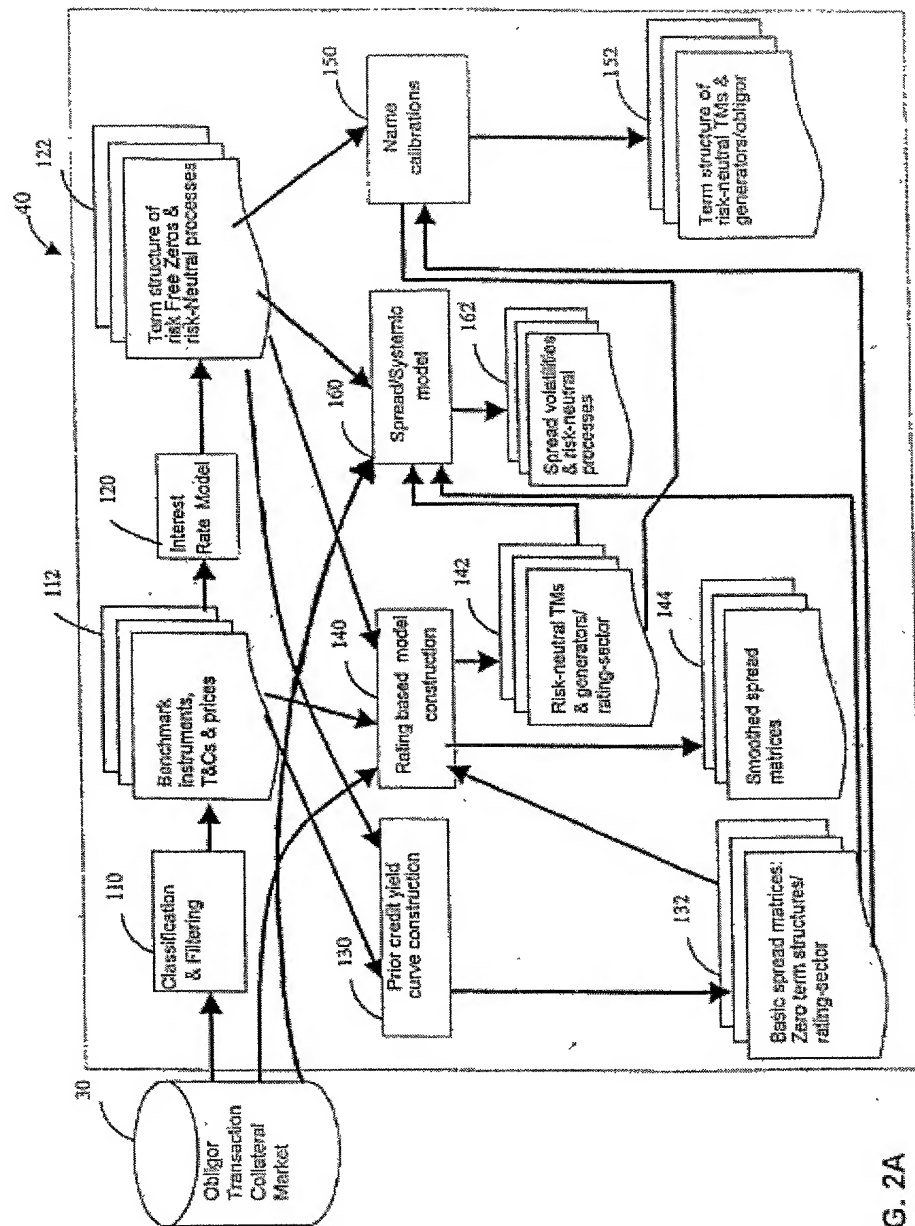 40
30
Obligor
Transaction
Collateral
Market
110
Classification
& Filtering
112
Benchmark
instruments,
T&Cs & prices
120
Interest
Rate Model
122
Term structure of
risk Free Zeros &
risk-Neutral processes
130
Prior credit yield
curve construction
140
Rating based model
construction
160
Spread/Systemic
model
150
Name
calibrations
132
Basic spread matrices:
Zero term structures/
rating-sector
144
Smoothed spread
matrices
142
Risk-neutral TMs
& generators/
rating-sector
162
Spread volatilities
& risk-neutral
processes
152
Term structure of
risk-neutral TMs &
generators/obligor
G. 2A